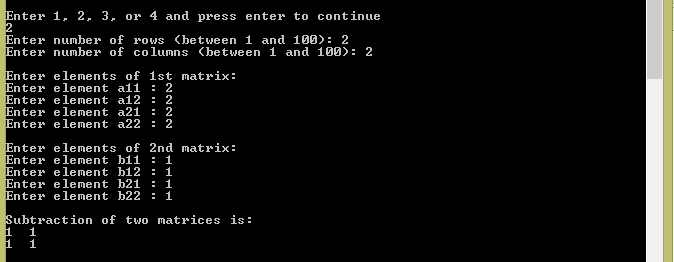 Enter 1, 2, 3, or 4 and press enter to continue
2
Enter number of rows (between 1 and 100): 2
Enter number of columns (between 1 and 100): 2
Enter elements of 1st matrix:
Enter element a11 : 2
Enter element a12 : 2
Enter element a21 : 2
Enter element a22 : 2
Enter elements of 2nd matrix:
Enter element b11 : 1
Enter element b12 : 1
Enter element b21 : 1
Enter element b22 : 1
Subtraction of two matrices is:
1  1
1  1